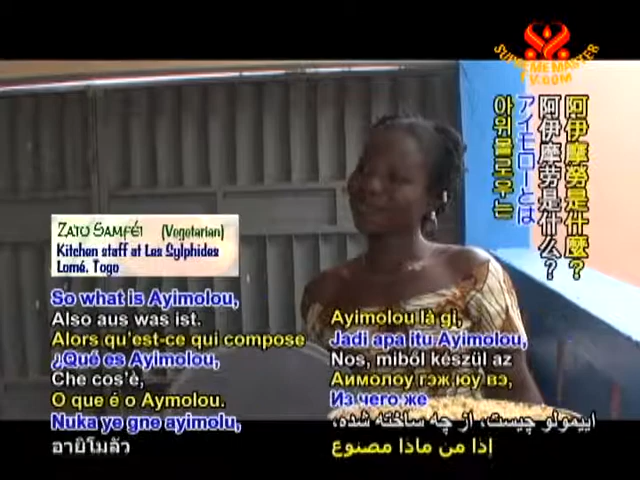 SUPREMEMASTER
TV.COM
阿伊摩勞是什麼？
阿伊摩劳是什么？
アイモローとは
아위몰로우는
ZATO SAMFÉI (Vegetarian)
Kitchen staff at Les Sylphides
Lomé, Togo
So what is Ayimolou,
Also aus was ist.
Alors qu'est-ce qui compose
¿Qué es Ayimolou,
Che cos'è,
O que é o Aymolou.
Nuka ye gne ayimolu,
อายิโมลัว
Ayimolou là gì,
Jadi apa itu Ayimolou,
Nos, miből készül az
Аимолоу гэж юу вэ,
Из чего же
اییمولو چیست، از چه ساخته شده،
إذا من ماذا مصنوع